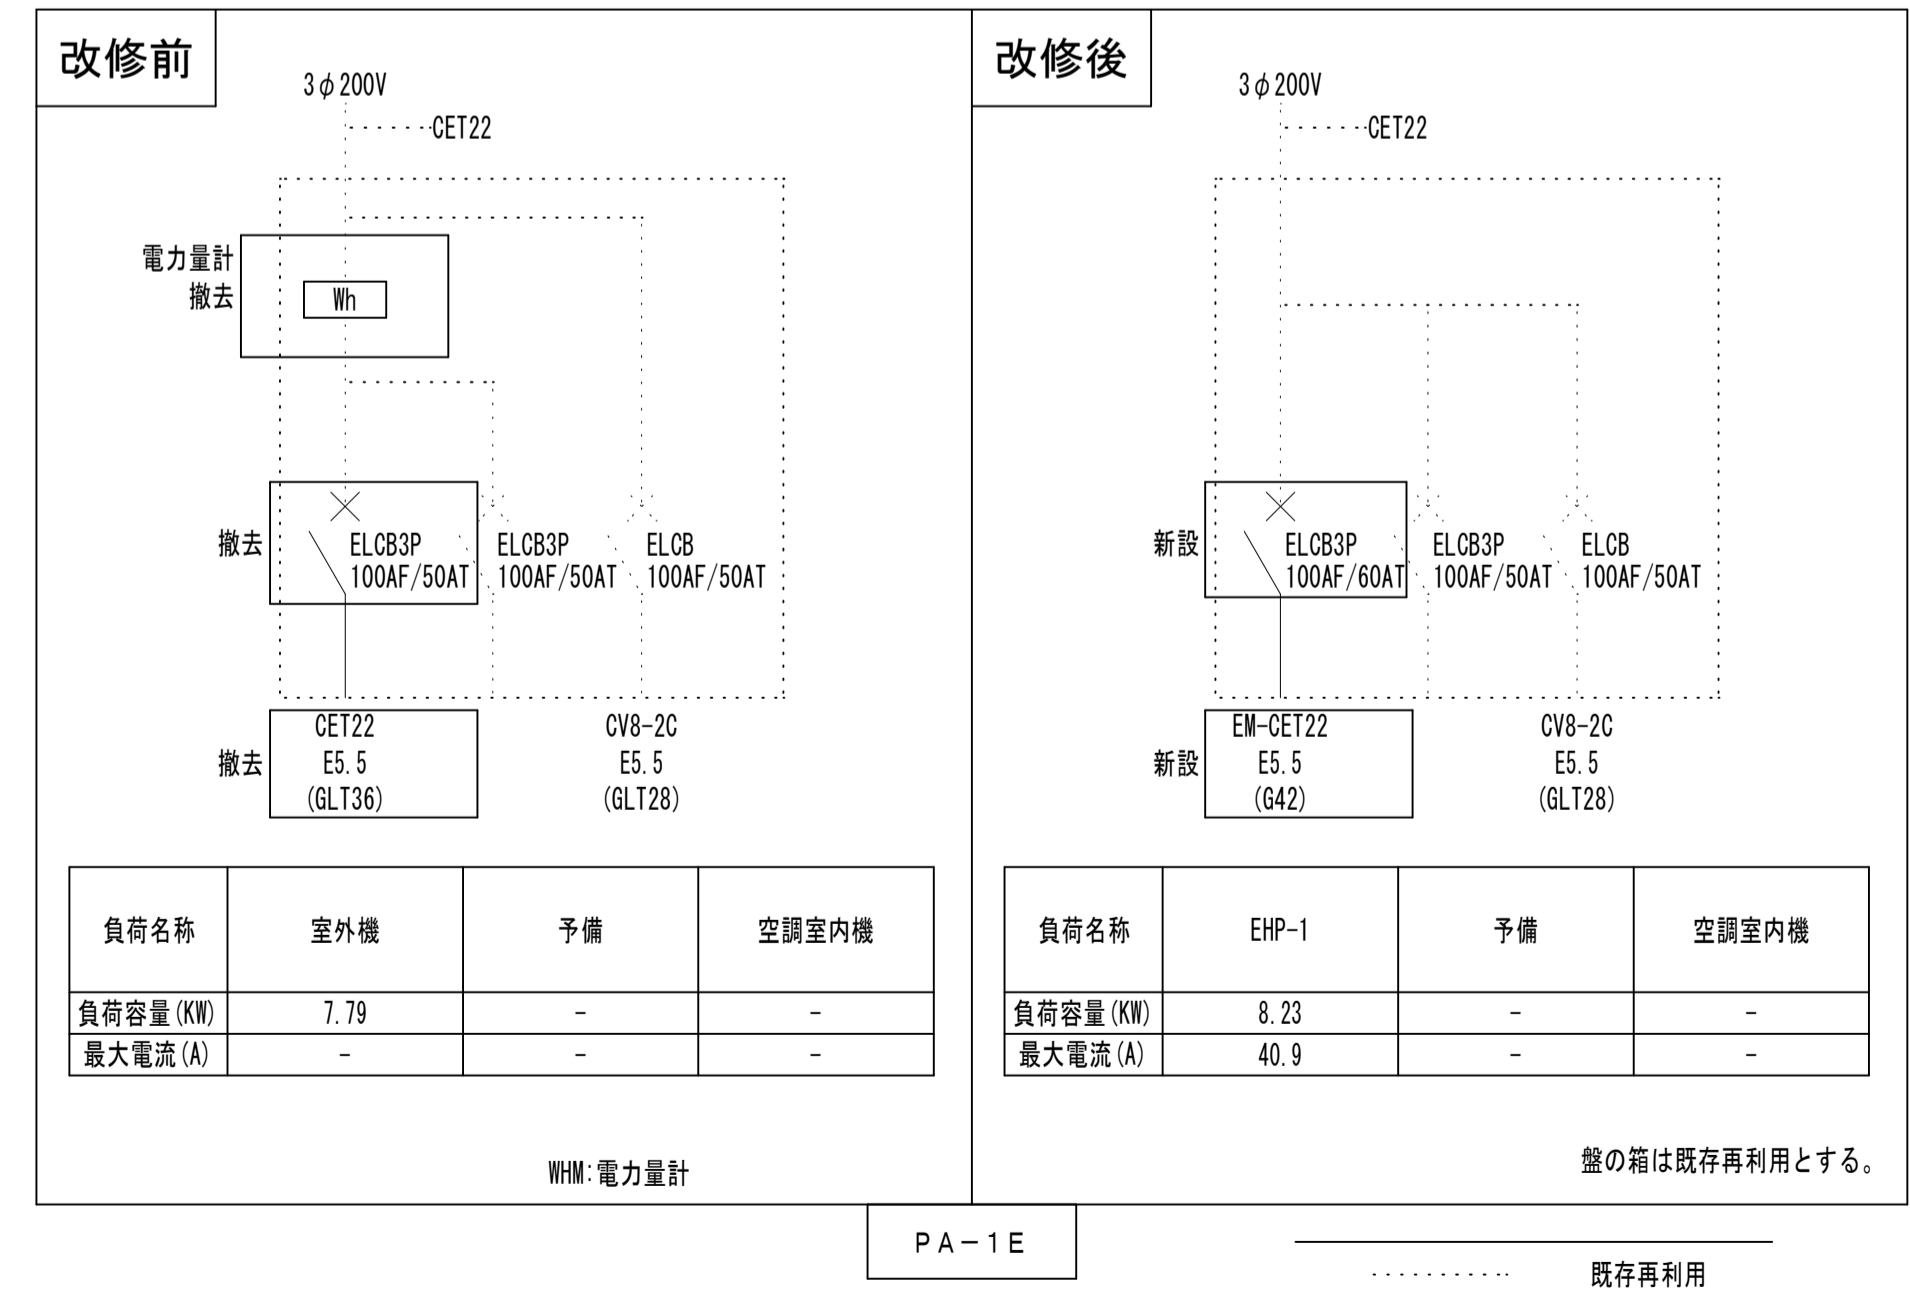 改修前
3φ200V
CET22
電力量計
撤去
Wh
撤去
ELCB3P
100AF/50AT
ELCB3P
100AF/50AT
ELCB
100AF/50AT
撤去
CET22
E5.5
(GLT36)
CV8-2C
E5.5
(GLT28)
負荷名称 室外機 予備 空調室内機
負荷容量(KW) 7.79 - -
最大電流(A) - - -
WHM:電力量計
改修後
3φ200V
CET22
新設
ELCB3P
100AF/60AT
ELCB3P
100AF/50AT
ELCB
100AF/50AT
新設
EM-CET22
E5.5
(G42)
CV8-2C
E5.5
(GLT28)
負荷名称 EHP-1 予備 空調室内機
負荷容量(KW) 8.23 - -
最大電流(A) 40.9 - -
盤の箱は既存再利用とする。
PA-1E
既存再利用